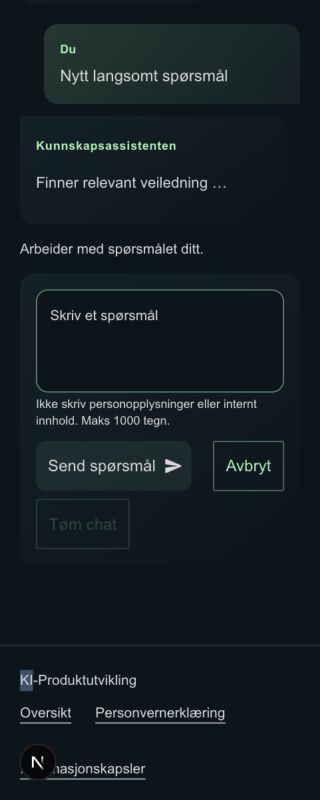 Du
Nytt langsomt spørsmål
Kunnskapsassistenten
Finner relevant veiledning …
Arbeider med spørsmålet ditt.
Skriv et spørsmål
Ikke skriv personopplysninger eller internt
innhold. Maks 1000 tegn.
Send spørsmål
Avbryt
Tøm chat
KI-Produktutvikling
Oversikt Personvernerklæring
N